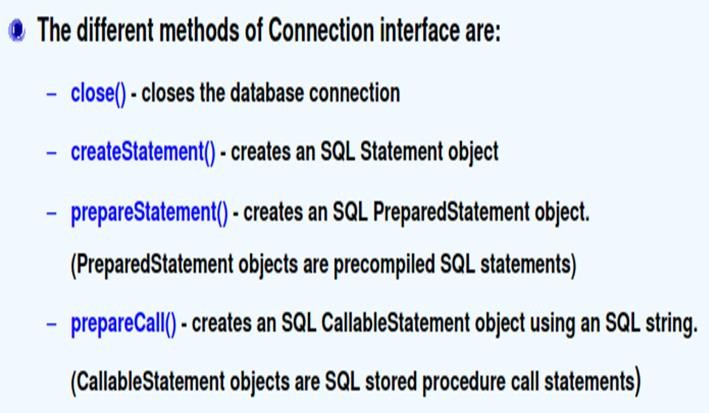 The different methods of Connection interface are:
– close() - closes the database connection
– createStatement() - creates an SQL Statement object
– prepareStatement() - creates an SQL PreparedStatement object.
(PreparedStatement objects are precompiled SQL statements)
– prepareCall() - creates an SQL CallableStatement object using an SQL string.
(CallableStatement objects are SQL stored procedure call statements)